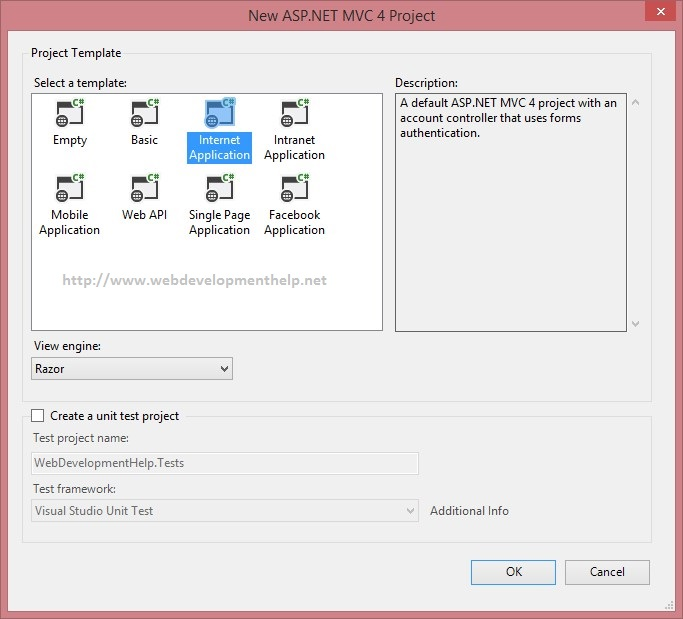 New ASP.NET MVC 4 Project
Project Template
Select a template:
Description:
C# C# C# C#
Empty Basic Internet Application Intranet Application
C# C# C# C#
Mobile Application Web API Single Page Application Facebook Application
http://www.webdevelopmenthelp.net
A default ASP.NET MVC 4 project with an
account controller that uses forms
authentication.
View engine:
Razor
Create a unit test project
Test project name:
WebDevelopmentHelp.Tests
Test framework:
Visual Studio Unit Test
Additional Info
OK
Cancel